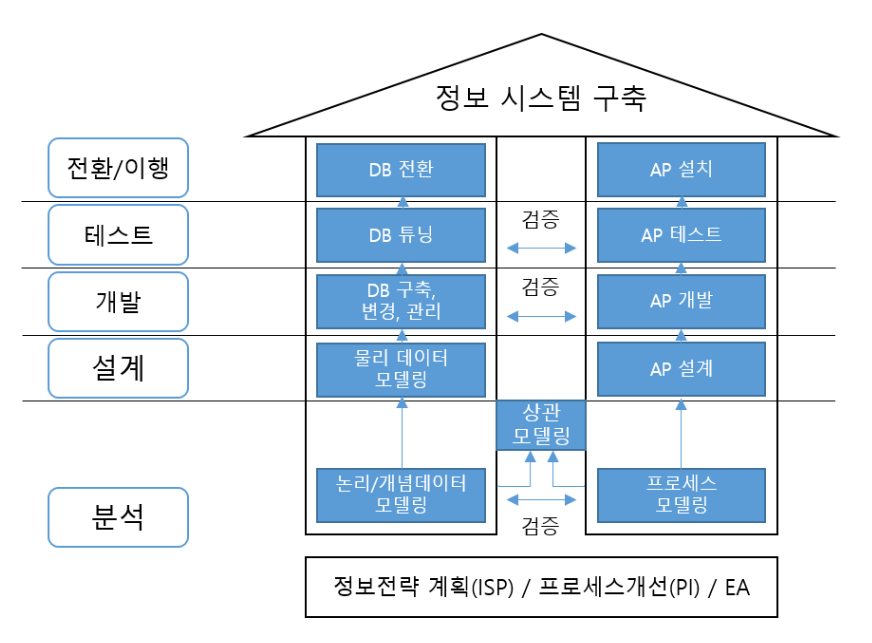 정보 시스템 구축
전환/이행
DB 전환
AP 설치
테스트
DB 튜닝
검증
AP 테스트
개발
DB 구축,
변경, 관리
검증
AP 개발
설계
물리 데이터
모델링
AP 설계
상관
모델링
분석
논리/개념데이터
모델링
검증
프로세스
모델링
정보전략 계획(ISP) / 프로세스개선(PI) / EA